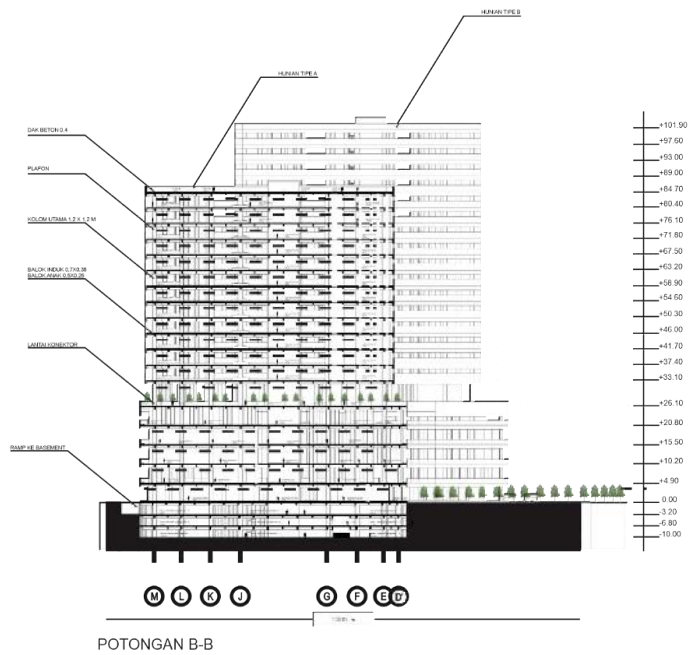 HUNIAN TIPE B
HUNIAN TIPE A
DAK BETON 0,4
PLAFON
KOLOM UTAMA 1,2 X 1,2 M
BALOK INDUK 0,7X0,35
BALOK ANAK 0,5X0,25
LANTAI KONEKTOR
RAMP KE BASEMENT
+101.90
+97.60
+93.00
+89.00
+84.70
+80.40
+76.10
+71.80
+67.50
+63.20
+58.90
+54.60
+50.30
+46.00
+41.70
+37.40
+33.10
+26.10
+20.80
+15.50
+10.20
+4.90
0.00
-3.20
-6.80
-10.00
M L K J G F E D'
POTONGAN B-B